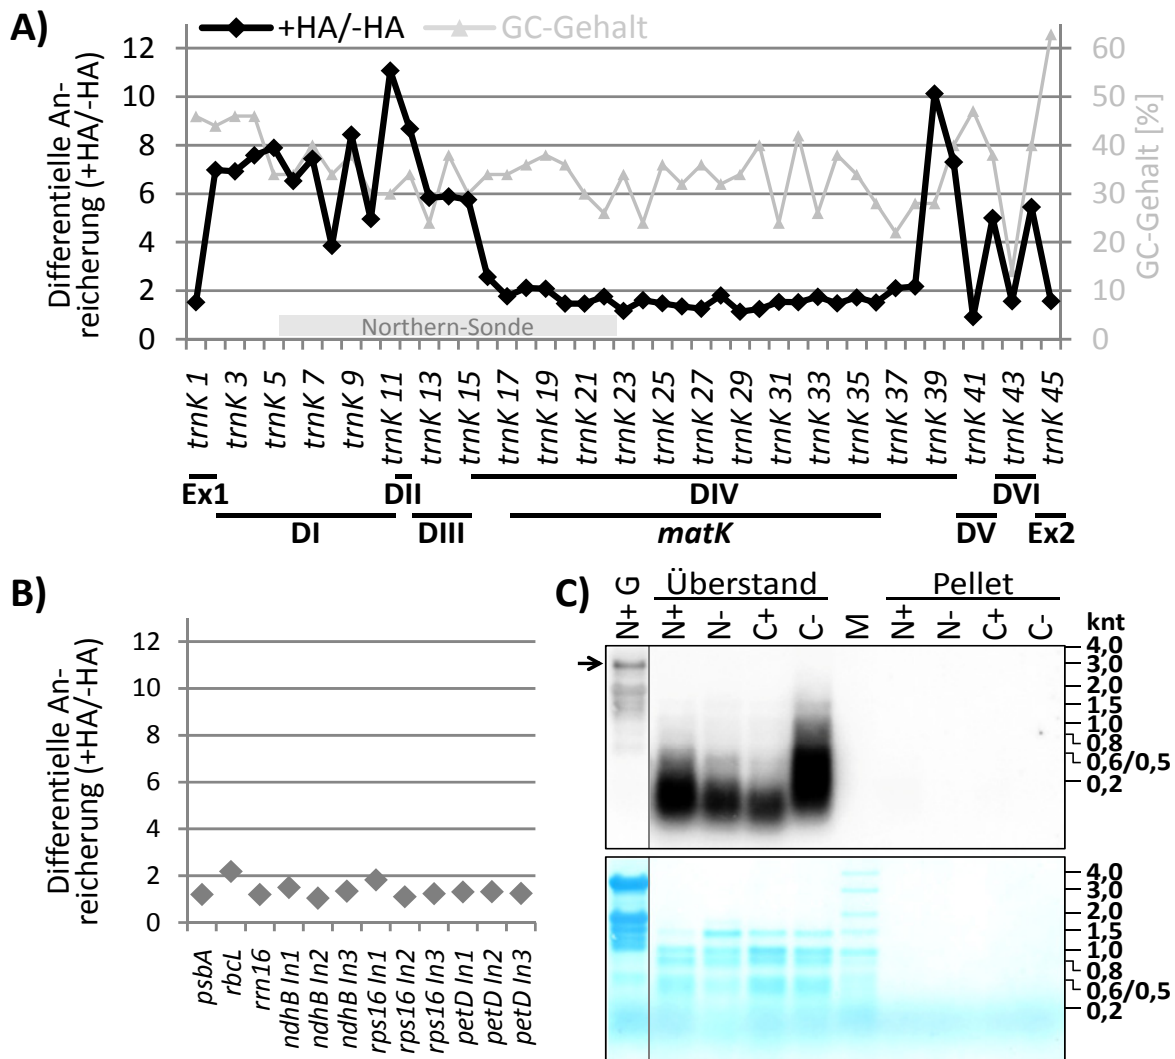 A)
+HA/-HA
GC-Gehalt
Differentielle An-
reicherung (+HA/-HA)
12
10
8
6
4
2
0
60
50
40
30
20
10
0
GC-Gehalt [%]
Northern-Sonde
trnK 1
trnK 3
trnK 5
trnK 7
trnK 9
trnK 11
trnK 13
trnK 15
trnK 17
trnK 19
trnK 21
trnK 23
trnK 25
trnK 27
trnK 29
trnK 31
trnK 33
trnK 35
trnK 37
trnK 39
trnK 41
trnK 43
trnK 45
Ex1 DII DIV DVI
DI DIII matK DV Ex2
B)
Differentielle An-
reicherung (+HA/-HA)
12
10
8
6
4
2
0
psbA
rbcL
rrn16
ndhB In1
ndhB In2
ndhB In3
rps16 In1
rps16 In2
rps16 In3
petD In1
petD In2
petD In3
C)
Überstand Pellet
N+ G N+ N- C+ C- M N+ N- C+ C- knt
4,0
3,0
2,0
1,5
1,0
0,8
0,6/0,5
0,2
4,0
3,0
2,0
1,5
1,0
0,8
0,6/0,5
0,2